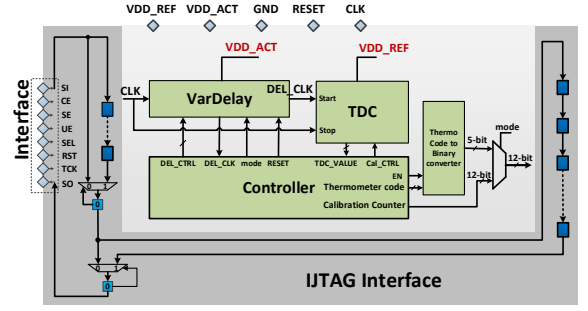 VDD_REF VDD_ACT GND RESET CLK
VDD_ACT VDD_REF
Interface
SI
CE
SE
UE
SEL
RST
TCK
SO
CLK
VarDelay
DEL_CLK
Start
TDC
Stop
DEL_CTRL DEL_CLK mode RESET TDC_VALUE Cal_CTRL
Controller
EN
Thermometer code
Calibration Counter
Thermo
Code to
Binary
converter
mode
5-bit
12-bit
12-bit
0 1
0
0 1
0
IJTAG Interface